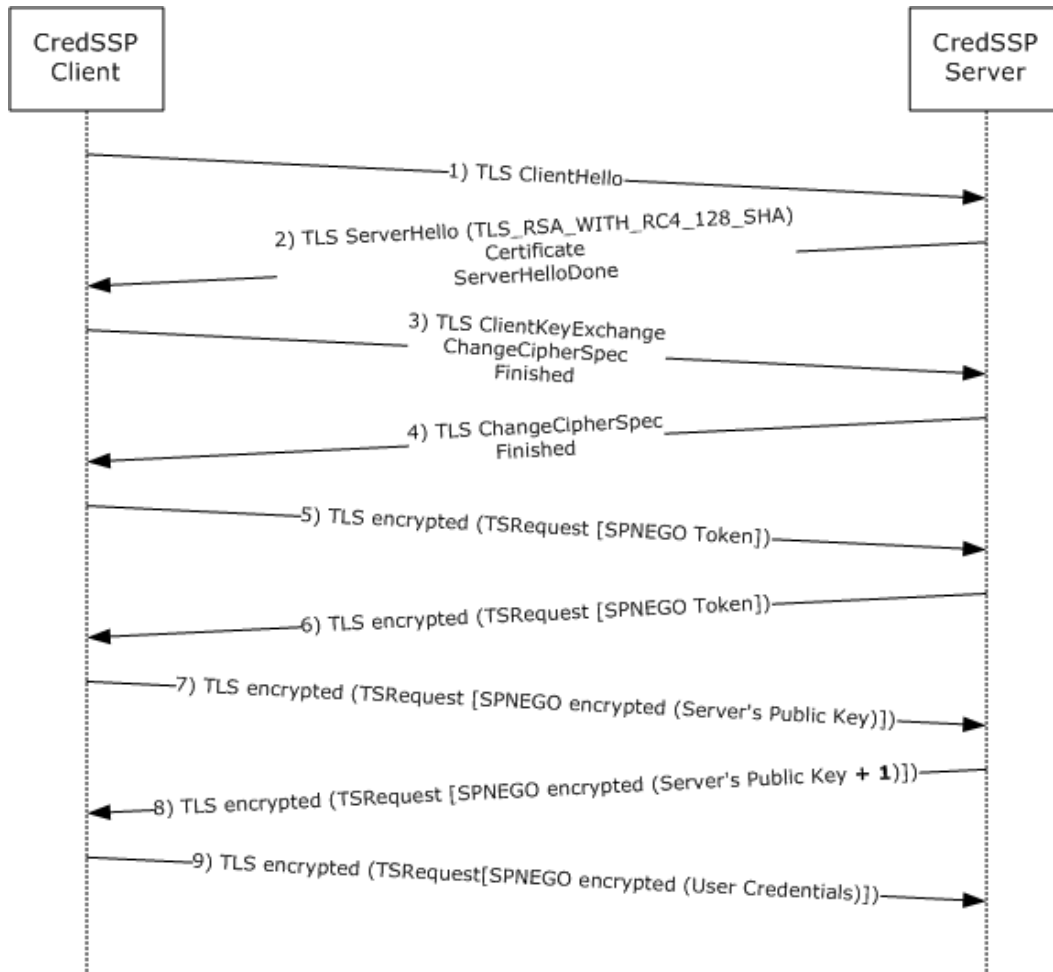 CredSSP
Client
CredSSP
Server
1) TLS ClientHello
2) TLS ServerHello (TLS_RSA_WITH_RC4_128_SHA)
Certificate
ServerHelloDone
3) TLS ClientKeyExchange
ChangeCipherSpec
Finished
4) TLS ChangeCipherSpec
Finished
5) TLS encrypted (TSRequest [SPNEGO Token])
6) TLS encrypted (TSRequest [SPNEGO Token])
7) TLS encrypted (TSRequest [SPNEGO encrypted (Server's Public Key)])
8) TLS encrypted (TSRequest [SPNEGO encrypted (Server's Public Key + 1)])
9) TLS encrypted (TSRequest[SPNEGO encrypted (User Credentials)])